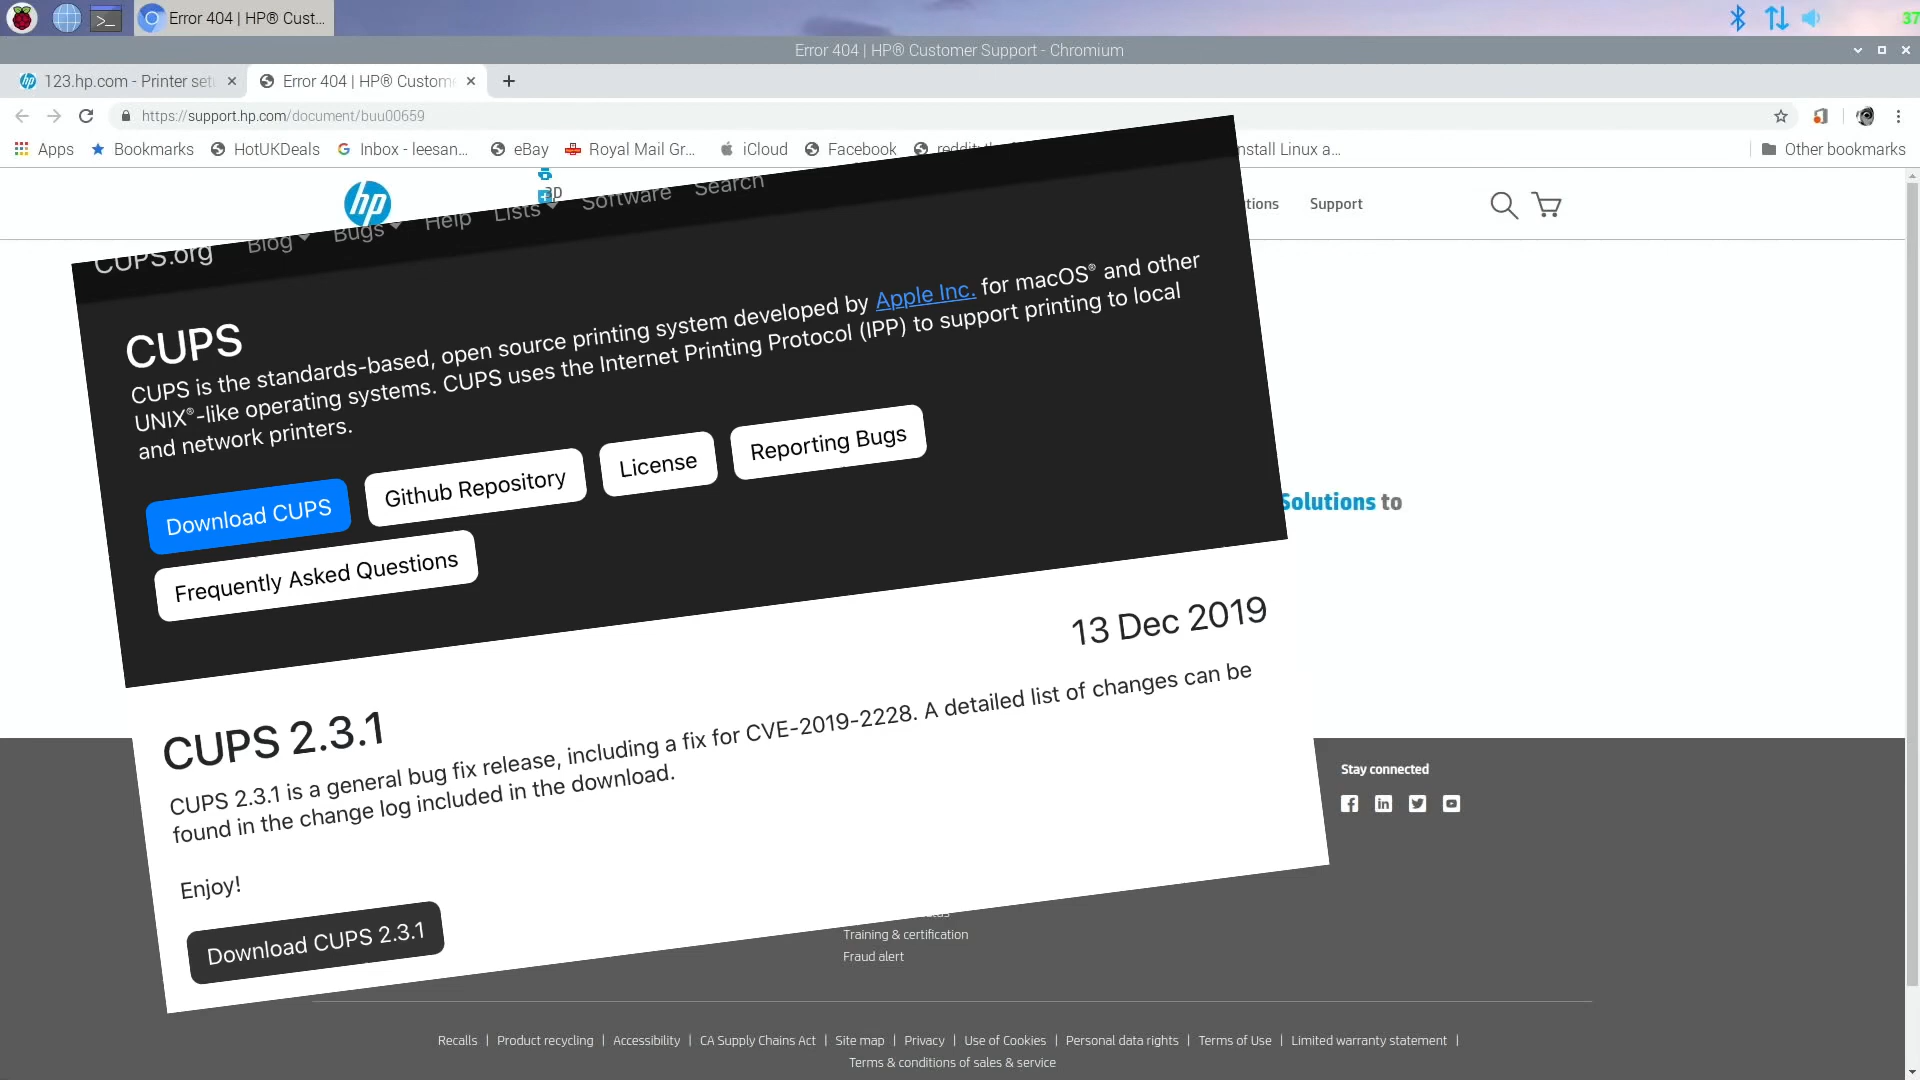 Error 404 | HP® Cust...
37
Error 404 | HP® Customer Support - Chromium
123.hp.com - Printer set
Error 404 | HP® Custome
https://support.hp.com/document/buu00659
Apps
Bookmarks
HotUKDeals
Inbox - leesan...
eBay
Royal Mail Gr...
iCloud
Facebook
nstall Linux a...
Other bookmarks
hp
3D
tions
Support
CUPS.org
Blog
Bugs
Help
Lists
Software
Search
CUPS
CUPS is the standards-based, open source printing system developed by Apple Inc. for macOS® and other
UNIX®-like operating systems. CUPS uses the Internet Printing Protocol (IPP) to support printing to local
and network printers.
Download CUPS
Github Repository
License
Reporting Bugs
Frequently Asked Questions
Solutions to
13 Dec 2019
CUPS 2.3.1
CUPS 2.3.1 is a general bug fix release, including a fix for CVE-2019-2228. A detailed list of changes can be
found in the change log included in the download.
Enjoy!
Download CUPS 2.3.1
Stay connected
Training & certification
Fraud alert
Recalls | Product recycling | Accessibility | CA Supply Chains Act | Site map | Privacy | Use of Cookies | Personal data rights | Terms of Use | Limited warranty statement |
Terms & conditions of sales & service